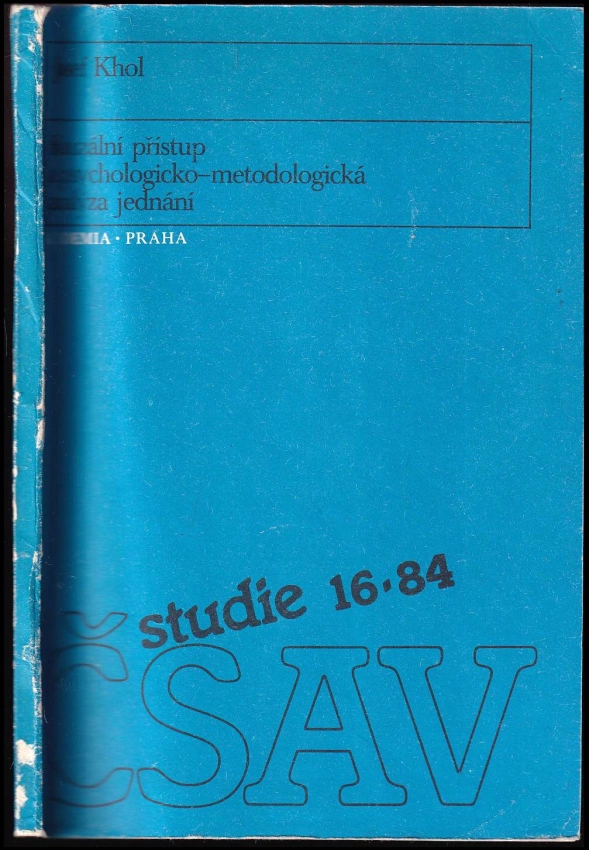 Khol
přístup
psychologicko–metodologická
jednání
PRAHA
studie 16·84
ČSAV